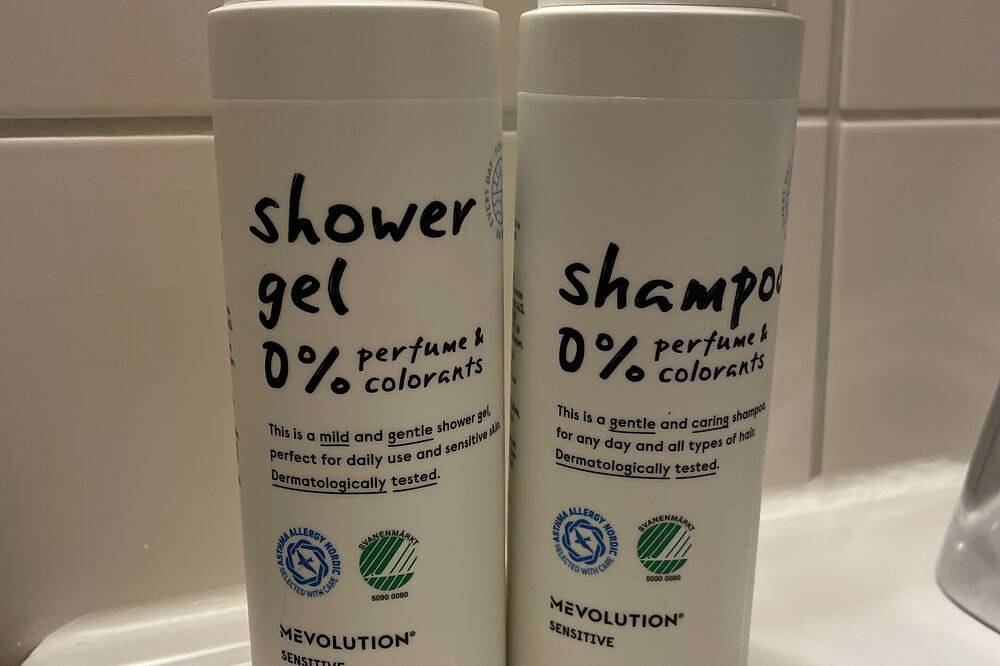 shower
gel
0% perfume &
colorants
This is a mild and gentle shower gel,
perfect for daily use and sensitive skin.
Dermatologically tested.
ASTHMA ALLERGY NORDIC
SELECTED WITH CARE
SVANENMÄRKT
5090 0080
MEVOLUTION®
SENSITIVE
EVERY DAY
shampoo
0% perfume &
colorants
This is a gentle and caring shampoo,
for any day and all types of hair.
Dermatologically tested.
ASTHMA ALLERGY NORDIC
SELECTED WITH CARE
SVANENMÄRKT
5090 0080
MEVOLUTION®
SENSITIVE